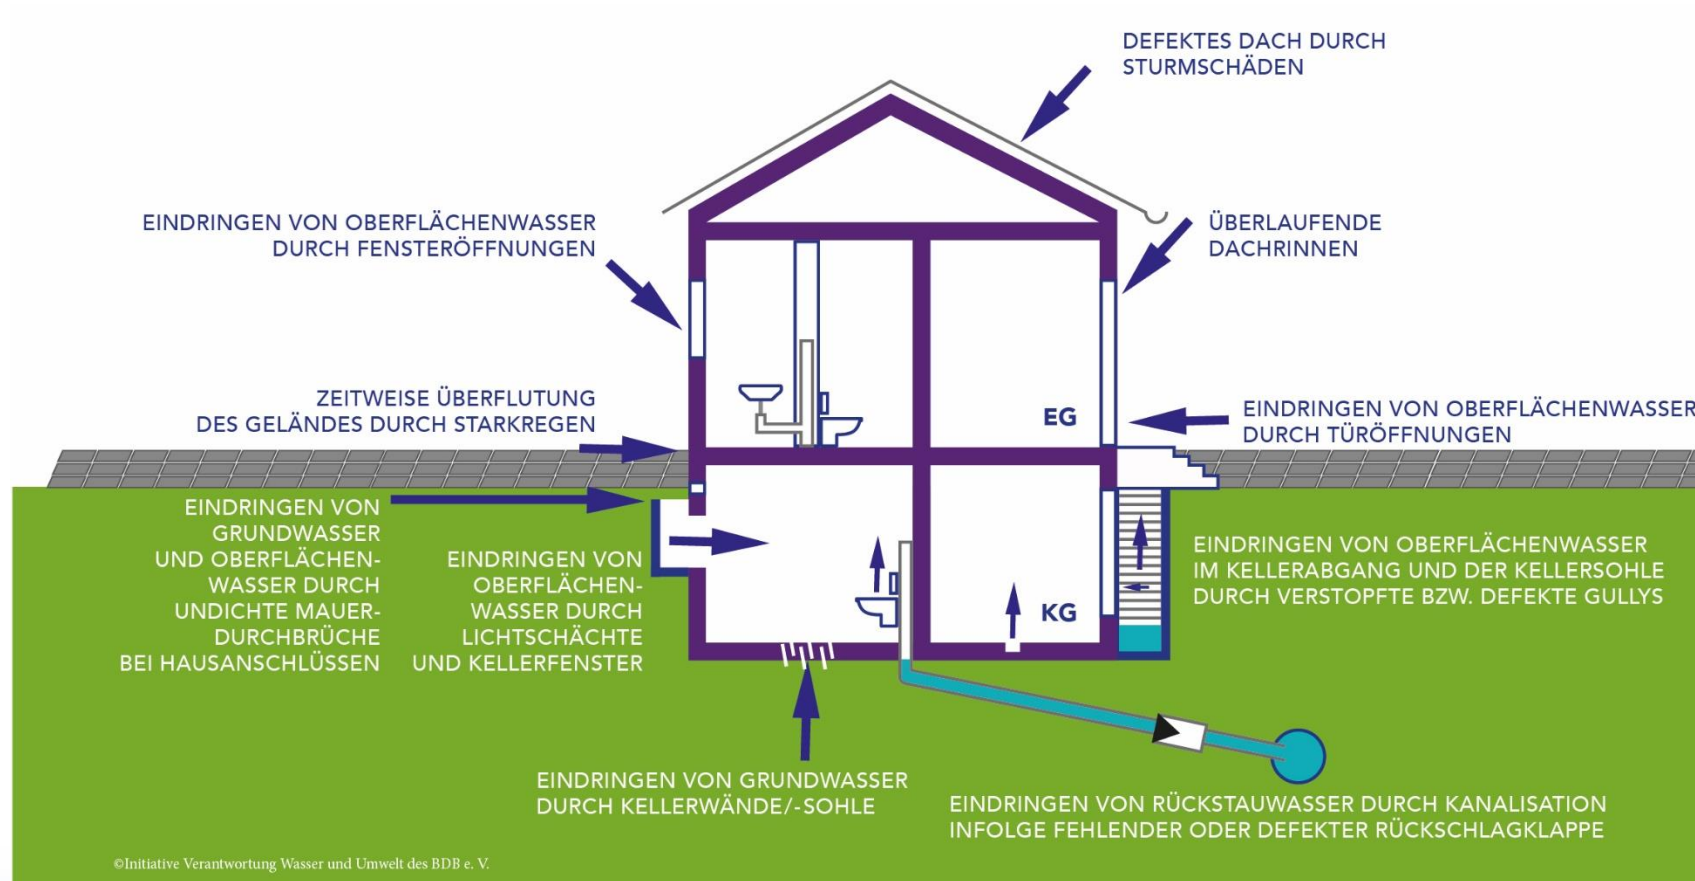 DEFEKTES DACH DURCH
STURMSCHÄDEN
EINDRINGEN VON OBERFLÄCHENWASSER
DURCH FENSTERÖFFNUNGEN
ÜBERLAUFENDE
DACHRINNEN
ZEITWEISE ÜBERFLUTUNG
DES GELÄNDES DURCH STARKREGEN
EG
EINDRINGEN VON OBERFLÄCHENWASSER
DURCH TÜRÖFFNUNGEN
EINDRINGEN VON
GRUNDWASSER
UND OBERFLÄCHEN-
WASSER DURCH
UNDICHTE MAUER-
DURCHBRÜCHE
BEI HAUSANSCHLÜSSEN
EINDRINGEN VON
OBERFLÄCHEN-
WASSER DURCH
LICHTSCHÄCHTE
UND KELLERFENSTER
KG
EINDRINGEN VON OBERFLÄCHENWASSER
IM KELLERABGANG UND DER KELLERSOHLE
DURCH VERSTOPFTE BZW. DEFEKTE GULLYS
EINDRINGEN VON GRUNDWASSER
DURCH KELLERWÄNDE/-SOHLE
EINDRINGEN VON RÜCKSTAUWASSER DURCH KANALISATION
INFOLGE FEHLENDER ODER DEFEKTER RÜCKSCHLAGKLAPPE
©Initiative Verantwortung Wasser und Umwelt des BDB e. V.